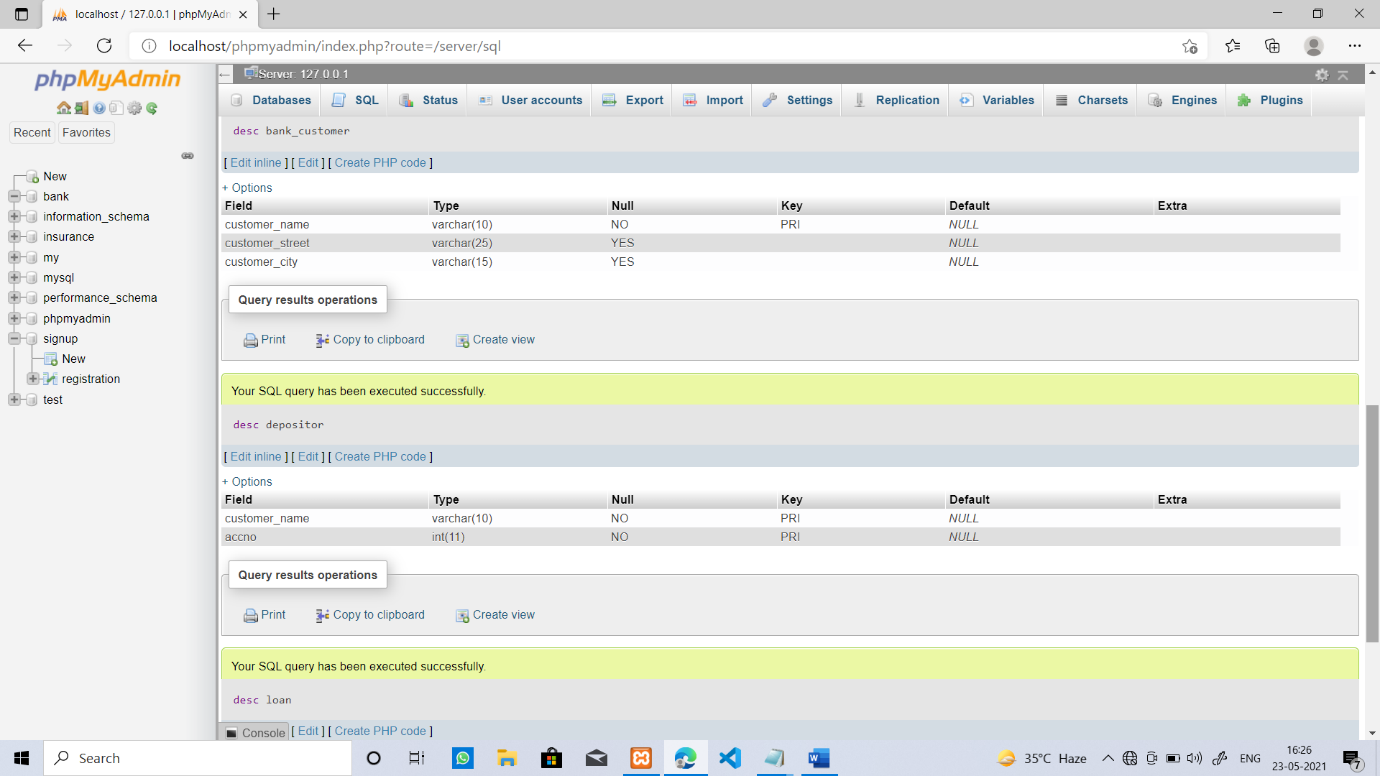 localhost / 127.0.0.1 | phpMyAdn
localhost/phpmyadmin/index.php?route=/server/sql
phpMyAdmin
Recent Favorites
New
bank
information_schema
insurance
my
mysql
performance_schema
phpmyadmin
signup
New
registration
test
Server: 127.0.0.1
Databases SQL Status User accounts Export Import Settings Replication Variables Charsets Engines Plugins
desc bank_customer
[ Edit inline ] [ Edit ] [ Create PHP code ]
+ Options
Field Type Null Key Default Extra
customer_name varchar(10) NO PRI NULL
customer_street varchar(25) YES NULL
customer_city varchar(15) YES NULL
Query results operations
Print Copy to clipboard Create view
Your SQL query has been executed successfully.
desc depositor
[ Edit inline ] [ Edit ] [ Create PHP code ]
+ Options
Field Type Null Key Default Extra
customer_name varchar(10) NO PRI NULL
accno int(11) NO PRI NULL
Query results operations
Print Copy to clipboard Create view
Your SQL query has been executed successfully.
desc loan
Console [ Edit ] [ Create PHP code ]
Search
35°C Haze ENG 16:26
23-05-2021 7